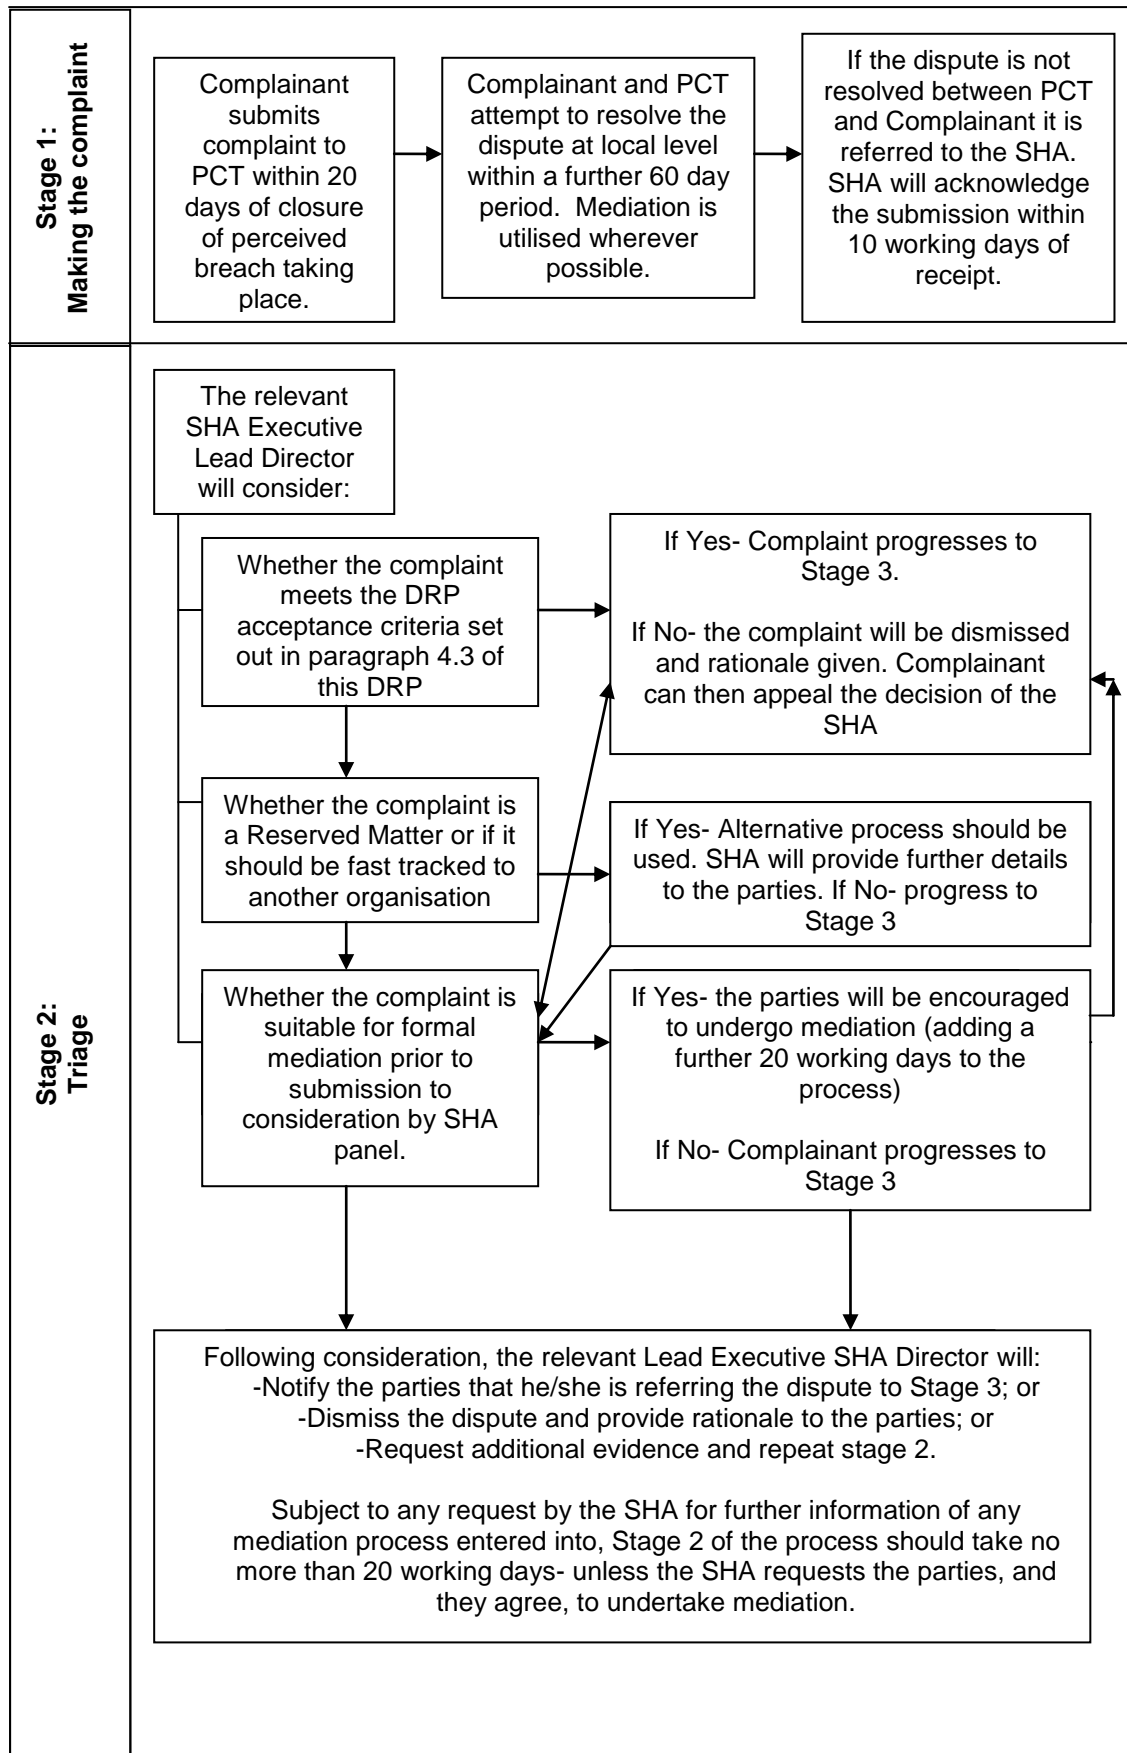 Stage 1:
Making the complaint
Complainant
submits
complaint to
PCT within 20
days of closure
of perceived
breach taking
place.
Complainant and PCT
attempt to resolve the
dispute at local level
within a further 60 day
period.  Mediation is
utilised wherever
possible.
If the dispute is not
resolved between PCT
and Complainant it is
referred to the SHA.
SHA will acknowledge
the submission within
10 working days of
receipt.
Stage 2:
Triage
The relevant
SHA Executive
Lead Director
will consider:
Whether the complaint
meets the DRP
acceptance criteria set
out in paragraph 4.3 of
this DRP
If Yes- Complaint progresses to
Stage 3.
If No- the complaint will be dismissed
and rationale given. Complainant
can then appeal the decision of the
SHA
Whether the complaint is
a Reserved Matter or if it
should be fast tracked to
another organisation
If Yes- Alternative process should be
used. SHA will provide further details
to the parties. If No- progress to
Stage 3
Whether the complaint is
suitable for formal
mediation prior to
submission to
consideration by SHA
panel.
If Yes- the parties will be encouraged
to undergo mediation (adding a
further 20 working days to the
process)
If No- Complainant progresses to
Stage 3
Following consideration, the relevant Lead Executive SHA Director will:
-Notify the parties that he/she is referring the dispute to Stage 3; or
-Dismiss the dispute and provide rationale to the parties; or
-Request additional evidence and repeat stage 2.
Subject to any request by the SHA for further information of any
mediation process entered into, Stage 2 of the process should take no
more than 20 working days- unless the SHA requests the parties, and
they agree, to undertake mediation.